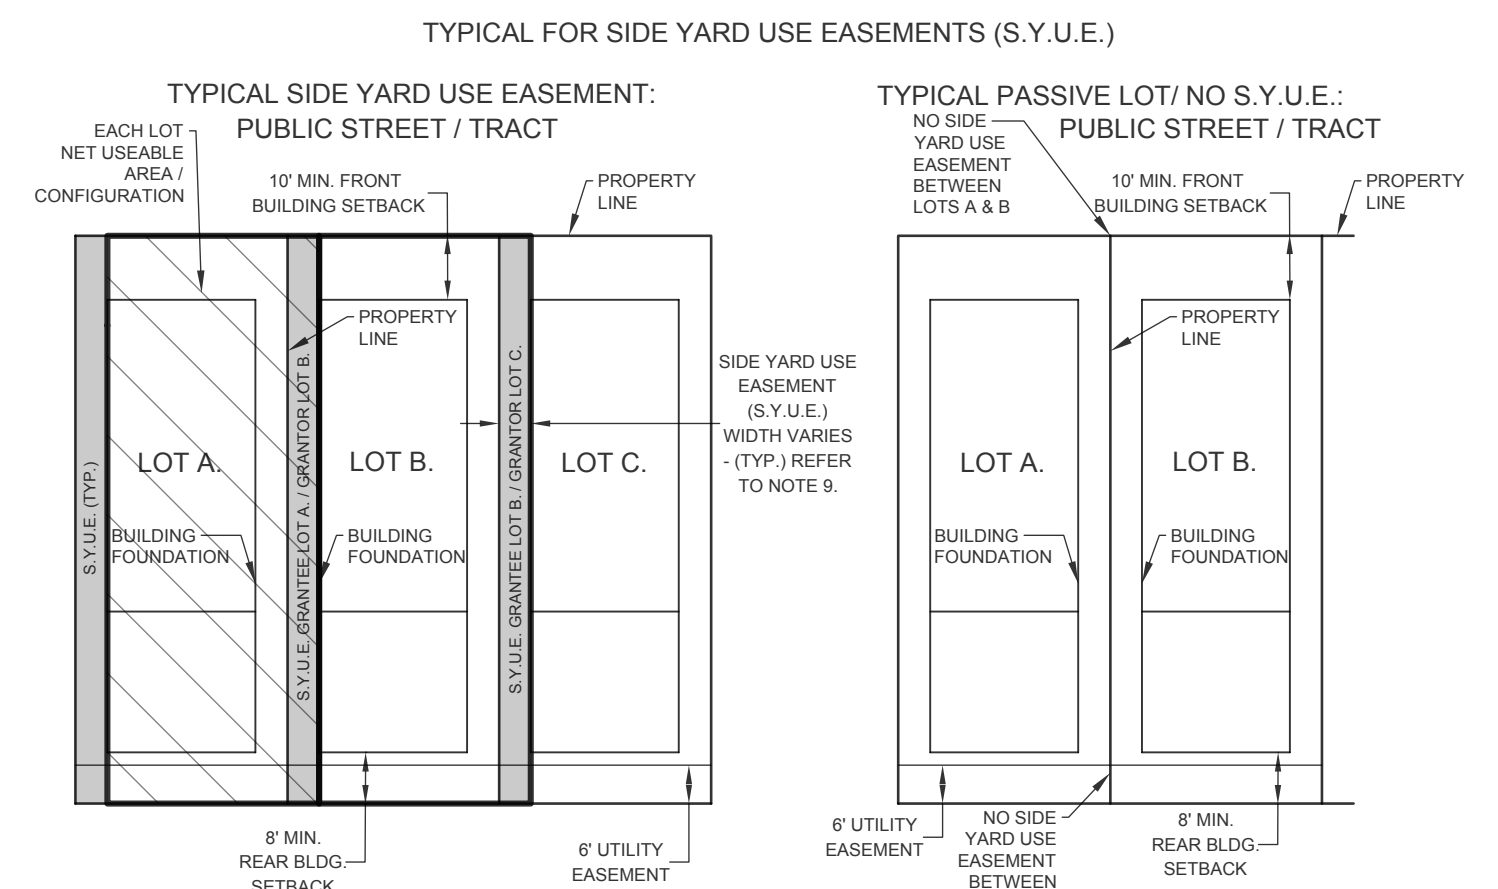 TYPICAL FOR SIDE YARD USE EASEMENTS (S.Y.U.E.)
TYPICAL SIDE YARD USE EASEMENT:
PUBLIC STREET / TRACT
EACH LOT
NET USEABLE
AREA /
CONFIGURATION
10' MIN. FRONT
BUILDING SETBACK
PROPERTY
LINE
PROPERTY
LINE
S.Y.U.E. (TYP.)
LOT A.
S.Y.U.E. GRANTEE LOT A. / GRANTOR LOT B.
LOT B.
S.Y.U.E. GRANTEE LOT B. / GRANTOR LOT C.
LOT C.
BUILDING
FOUNDATION
BUILDING
FOUNDATION
SIDE YARD USE
EASEMENT
(S.Y.U.E.)
WIDTH VARIES
- (TYP.) REFER
TO NOTE 9.
8' MIN.
REAR BLDG.
SETBACK
6' UTILITY
EASEMENT
TYPICAL PASSIVE LOT/ NO S.Y.U.E.:
PUBLIC STREET / TRACT
NO SIDE
YARD USE
EASEMENT
BETWEEN
LOTS A & B
10' MIN. FRONT
BUILDING SETBACK
PROPERTY
LINE
PROPERTY
LINE
LOT A.
LOT B.
BUILDING
FOUNDATION
BUILDING
FOUNDATION
6' UTILITY
EASEMENT
NO SIDE
YARD USE
EASEMENT
BETWEEN
8' MIN.
REAR BLDG.
SETBACK